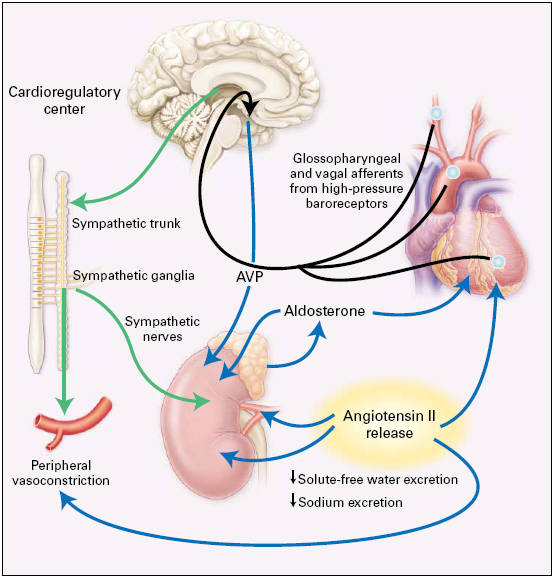 Cardioregulatory
center
Glossopharyngeal
and vagal afferents
from high-pressure
baroreceptors
Sympathetic trunk
Sympathetic ganglia
AVP
Sympathetic
nerves
Aldosterone
Angiotensin II
release
Peripheral
vasoconstriction
↓Solute-free water excretion
↓Sodium excretion